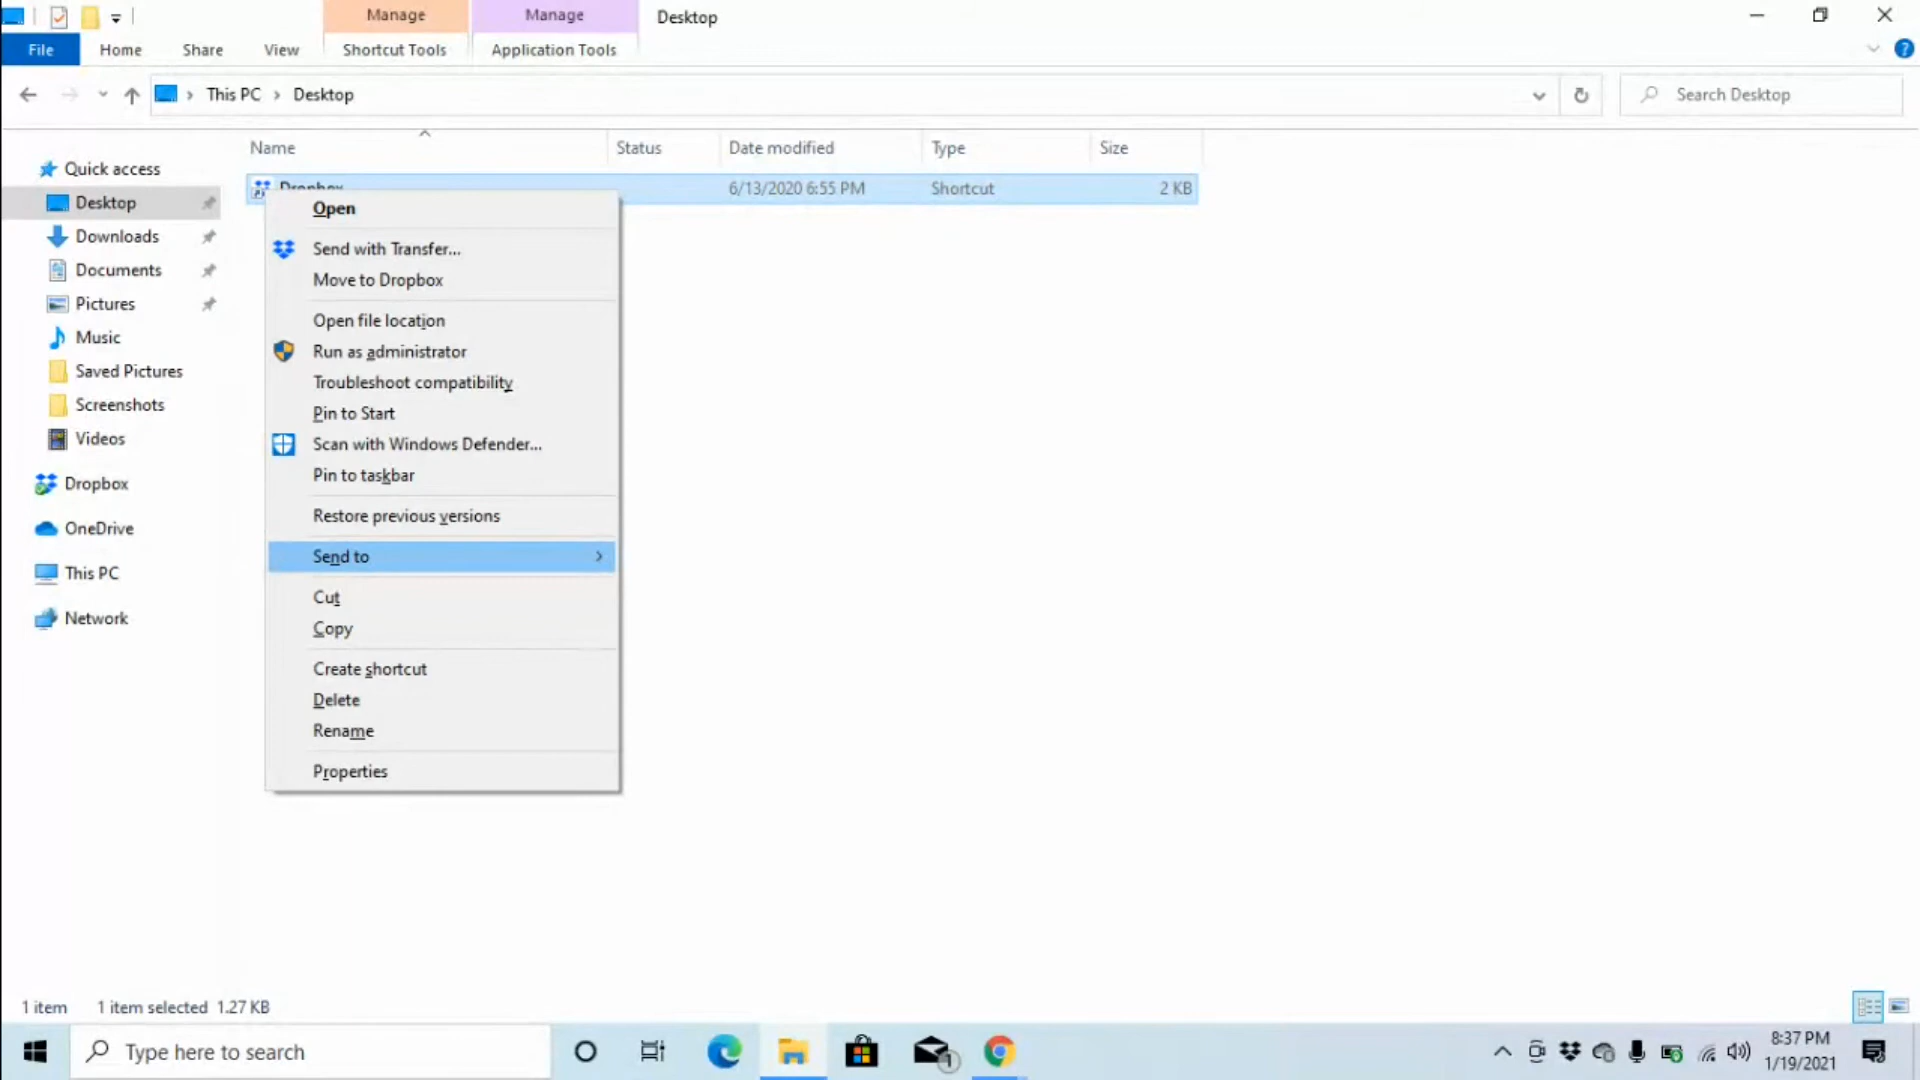 Manage
Manage
Desktop
File
Home
Share
View
Shortcut Tools
Application Tools
This PC
Desktop
Search Desktop
Name
Status
Date modified
Type
Size
Quick access
Desktop
Downloads
Documents
Pictures
Music
Saved Pictures
Screenshots
Videos
Dropbox
OneDrive
This PC
Network
Dropbox
6/13/2020 6:55 PM
Shortcut
2 KB
Open
Send with Transfer...
Move to Dropbox
Open file location
Run as administrator
Troubleshoot compatibility
Pin to Start
Scan with Windows Defender...
Pin to taskbar
Restore previous versions
Send to
Cut
Copy
Create shortcut
Delete
Rename
Properties
1 item
1 item selected 1.27 KB
Type here to search
1
8:37 PM
1/19/2021